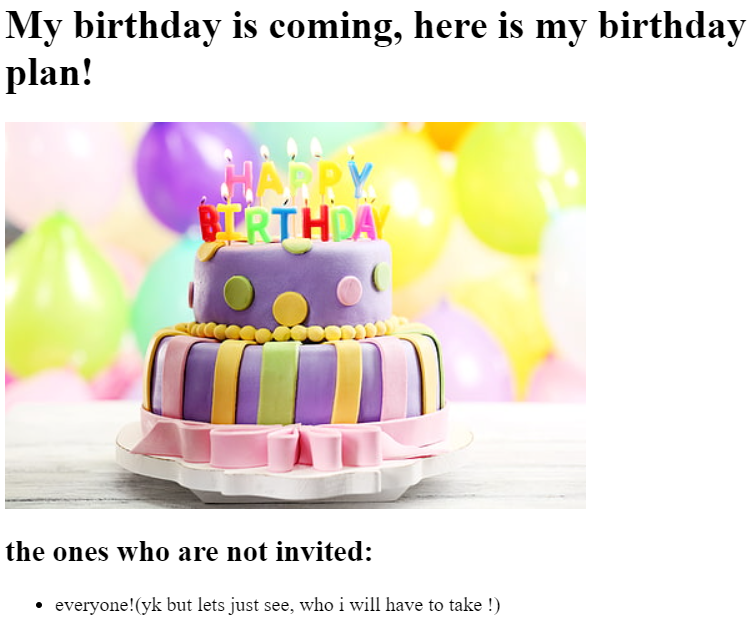 My birthday is coming, here is my birthday
plan!
HAPPY
BIRTHDAY
the ones who are not invited:
everyone!(yk but lets just see, who i will have to take !)